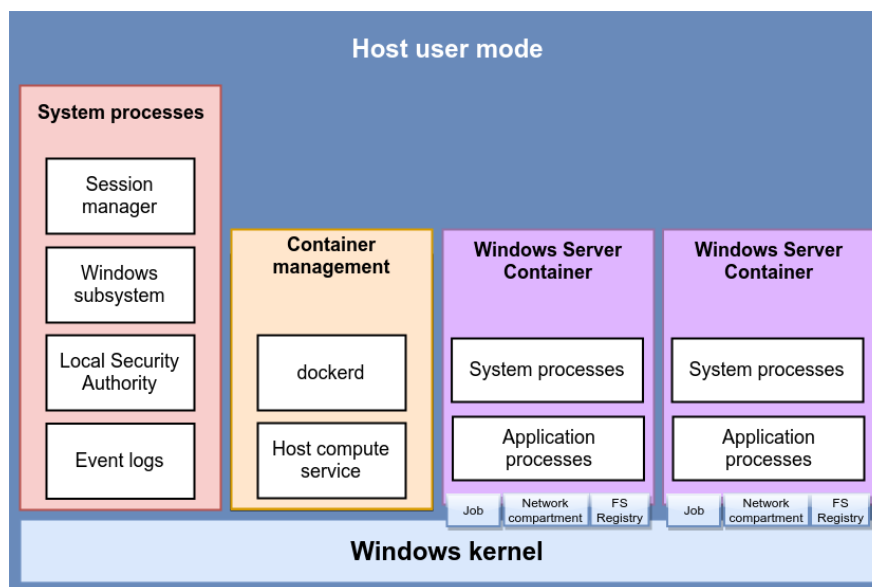 Host user mode
System processes
Session
manager
Windows
subsystem
Local Security
Authority
Event logs
Container
management
dockerd
Host compute
service
Windows Server
Container
System processes
Application
processes
Job
Network
compartment
FS
Registry
Windows Server
Container
System processes
Application
processes
Job
Network
compartment
FS
Registry
Windows kernel